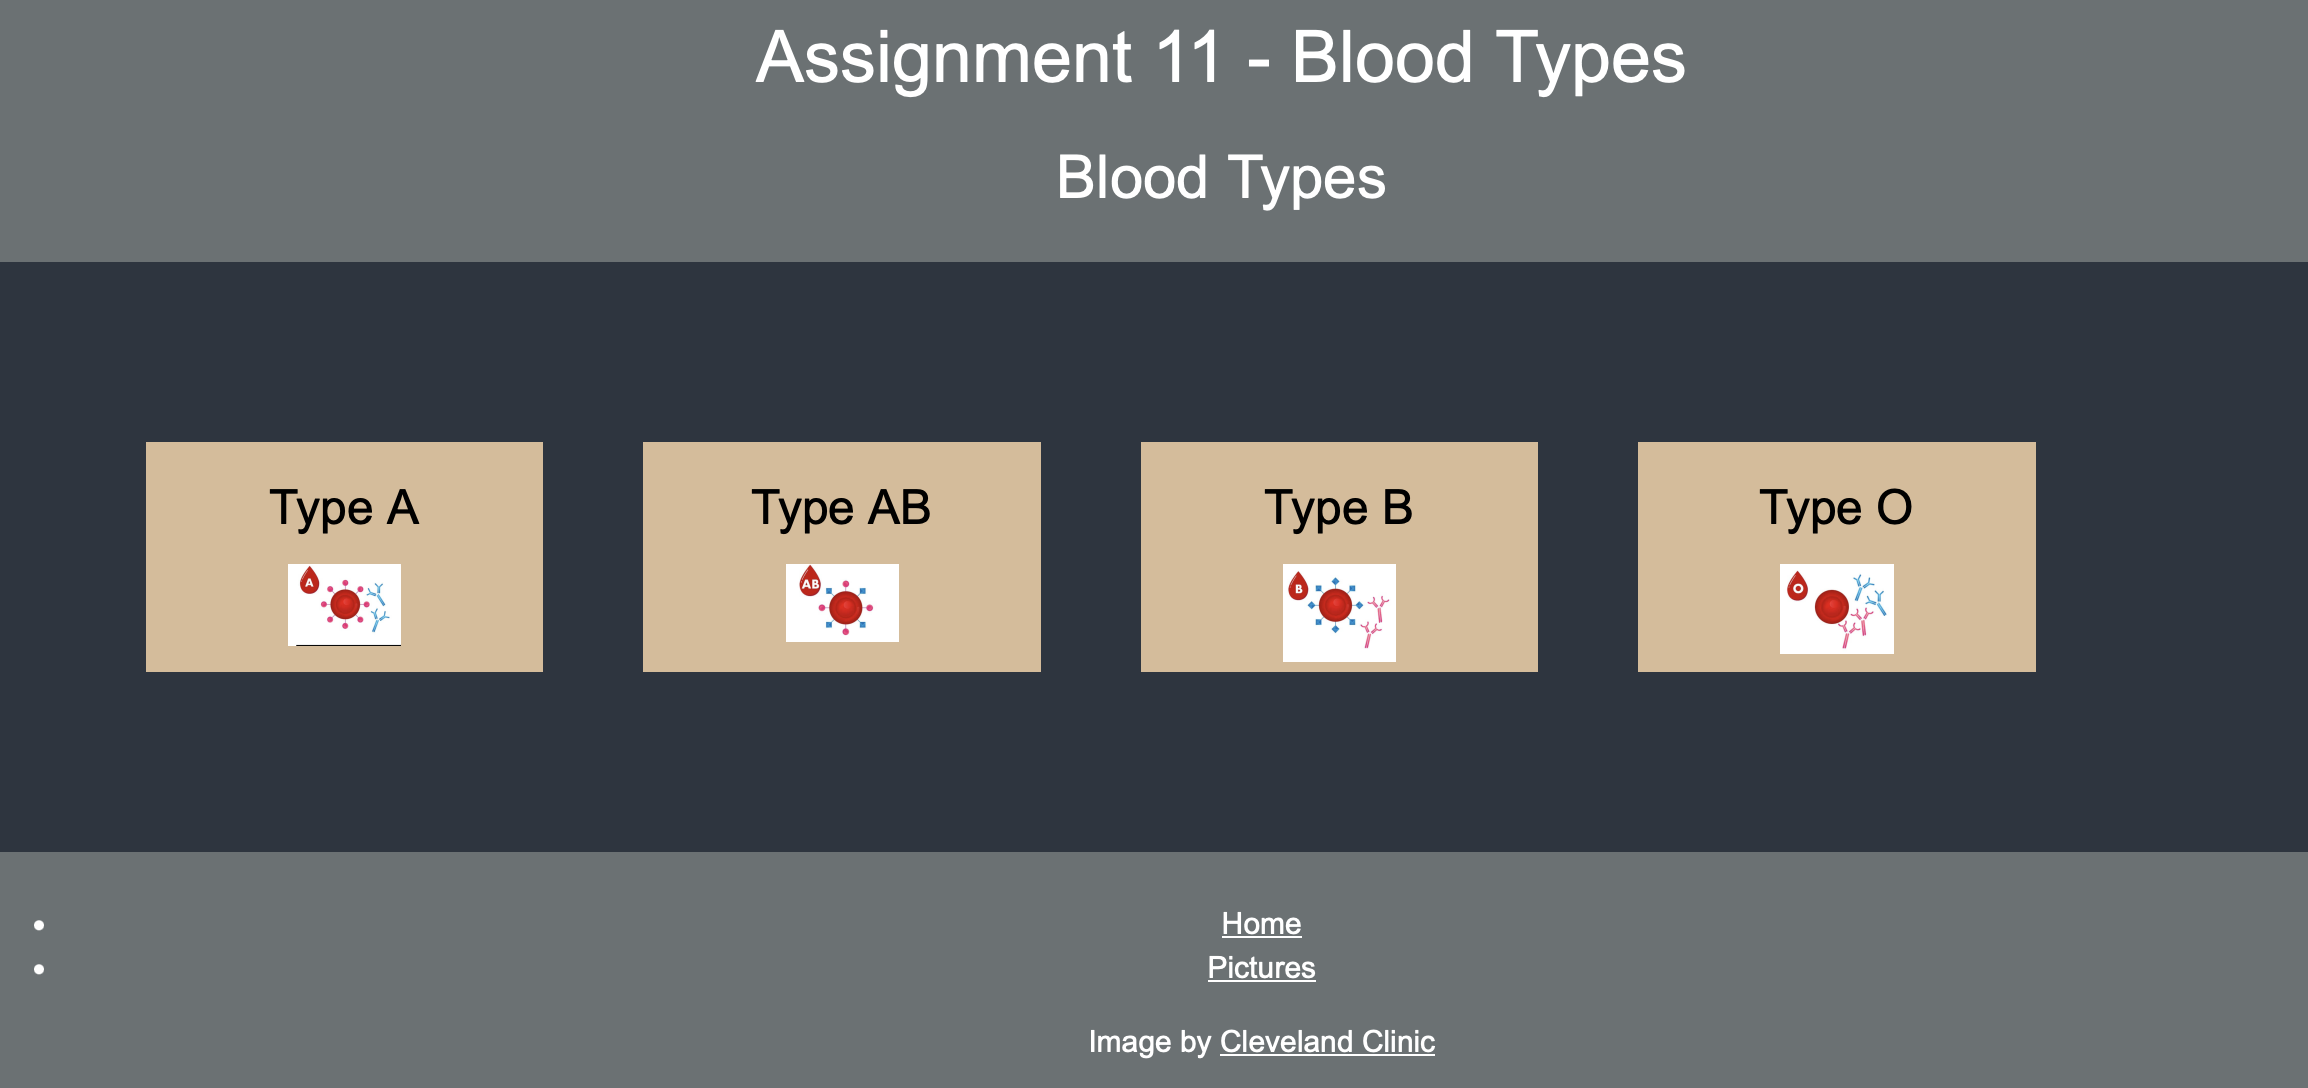 Assignment 11 - Blood Types
Blood Types
Type A
A
Type AB
AB
Type B
B
Type O
O
Home
Pictures
Image by Cleveland Clinic